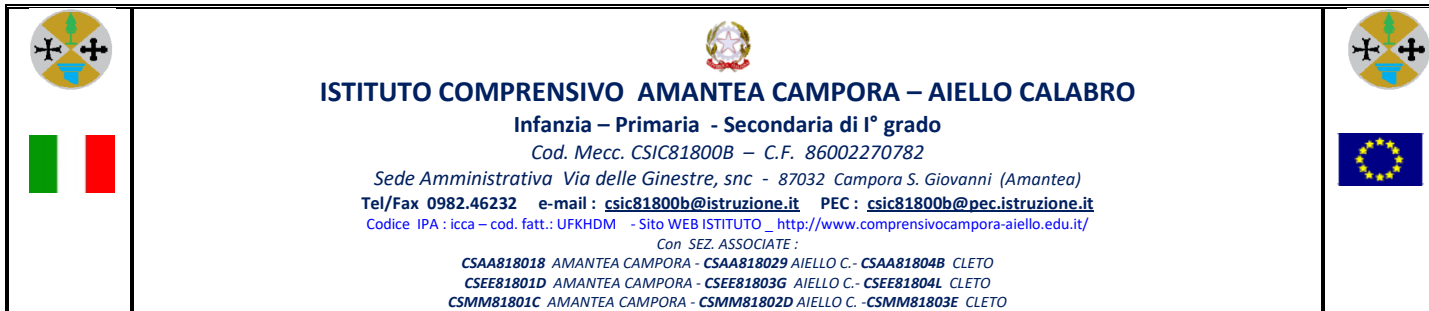 ISTITUTO COMPRENSIVO AMANTEA CAMPORA – AIELLO CALABRO
Infanzia – Primaria - Secondaria di I° grado
Cod. Mecc. CSIC81800B – C.F. 86002270782
Sede Amministrativa Via delle Ginestre, snc - 87032 Campora S. Giovanni (Amantea)
Tel/Fax 0982.46232 e-mail : csic81800b@istruzione.it PEC : csic81800b@pec.istruzione.it
Codice IPA : icca – cod. fatt.: UFKHDM - Sito WEB ISTITUTO _ http://www.comprensivocampora-aiello.edu.it/
Con SEZ. ASSOCIATE :
CSAA818018 AMANTEA CAMPORA - CSAA818029 AIELLO C.- CSAA81804B CLETO
CSEE81801D AMANTEA CAMPORA - CSEE81803G AIELLO C.- CSEE81804L CLETO
CSMM81801C AMANTEA CAMPORA - CSMM81802D AIELLO C. -CSMM81803E CLETO